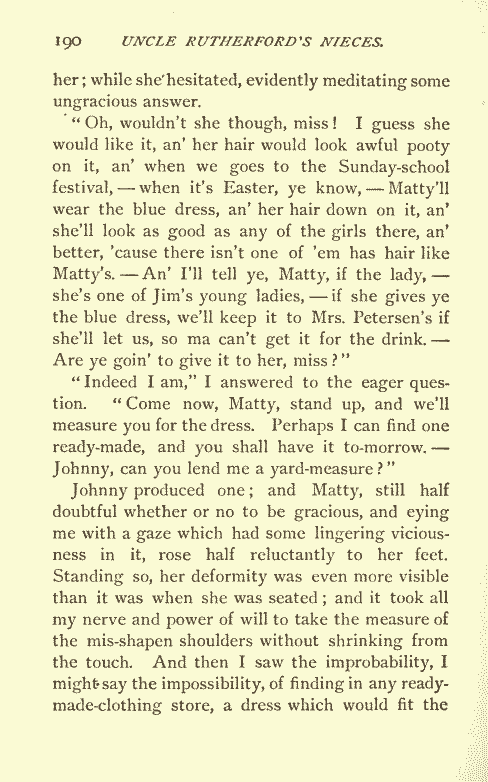 190 UNCLE RUTHERFORD'S NIECES.
her; while she hesitated, evidently meditating some
ungracious answer.
"Oh, wouldn't she though, miss! I guess she
would like it, an' her hair would look awful pooty
on it, an' when we goes to the Sunday-school
festival, — when it's Easter, ye know, — Matty'll
wear the blue dress, an' her hair down on it, an'
she'll look as good as any of the girls there, an'
better, 'cause there isn't one of 'em has hair like
Matty's. — An' I'll tell ye, Matty, if the lady, —
she's one of Jim's young ladies, — if she gives ye
the blue dress, we'll keep it to Mrs. Petersen's if
she'll let us, so ma can't get it for the drink. —
Are ye goin' to give it to her, miss?"
"Indeed I am," I answered to the eager ques-
tion. "Come now, Matty, stand up, and we'll
measure you for the dress. Perhaps I can find one
ready-made, and you shall have it to-morrow. —
Johnny, can you lend me a yard-measure?"
Johnny produced one; and Matty, still half
doubtful whether or no to be gracious, and eying
me with a gaze which had some lingering vicious-
ness in it, rose half reluctantly to her feet.
Standing so, her deformity was even more visible
than it was when she was seated; and it took all
my nerve and power of will to take the measure of
the mis-shapen shoulders without shrinking from
the touch. And then I saw the improbability, I
might say the impossibility, of finding in any ready-
made-clothing store, a dress which would fit the